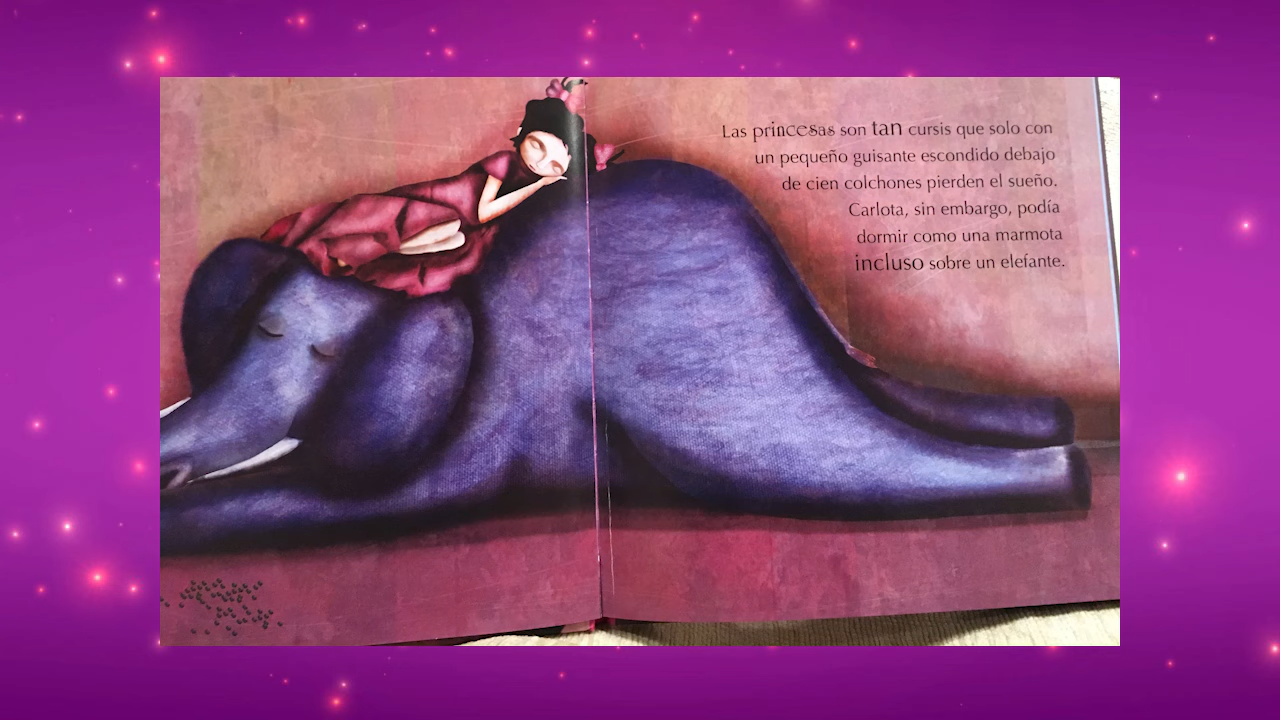 Las princesas son tan cursis que solo con
un pequeño guisante escondido debajo
de cien colchones pierden el sueño.
Carlota, sin embargo, podía
dormir como una marmota
incluso sobre un elefante.